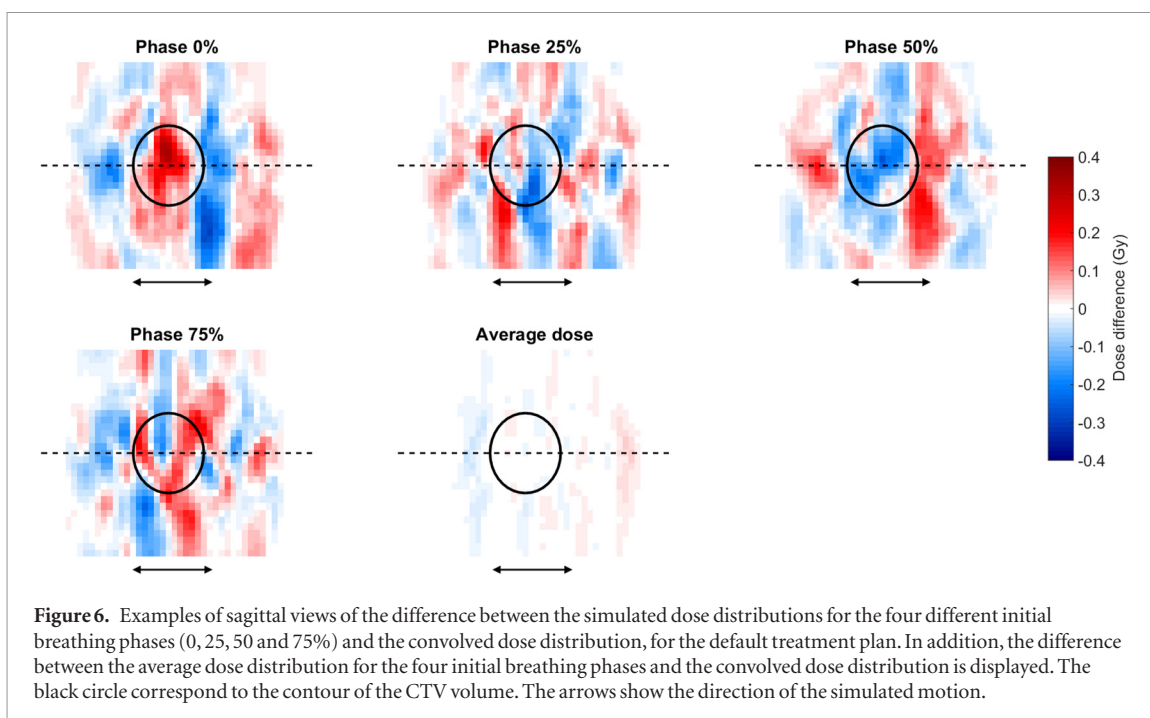 Phase 0%
Phase 25%
Phase 50%
Phase 75%
Average dose
0.4
0.3
0.2
0.1
0
-0.1
-0.2
-0.3
-0.4
Dose difference (Gy)
Figure 6. Examples of sagittal views of the difference between the simulated dose distributions for the four different initial
breathing phases (0, 25, 50 and 75%) and the convolved dose distribution, for the default treatment plan. In addition, the difference
between the average dose distribution for the four initial breathing phases and the convolved dose distribution is displayed. The
black circle correspond to the contour of the CTV volume. The arrows show the direction of the simulated motion.